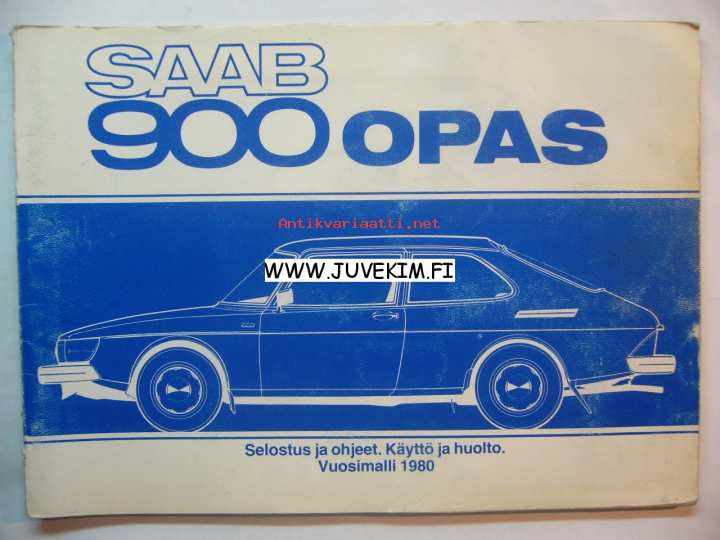 SAAB
900 OPAS
Antikvariaatti.net
WWW.JUVEKIM.FI
Selostus ja ohjeet. Käyttö ja huolto.
Vuosimalli 1980